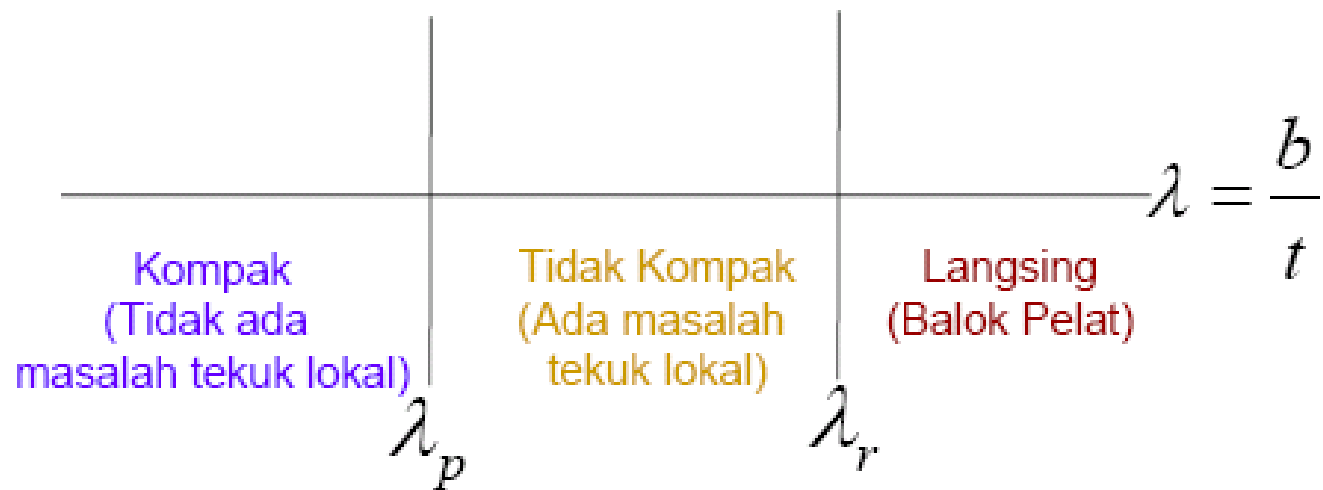 Kompak
(Tidak ada
masalah tekuk lokal)
Tidak Kompak
(Ada masalah
tekuk lokal)
Langsing
(Balok Pelat)
λ = b/t
λp
λr